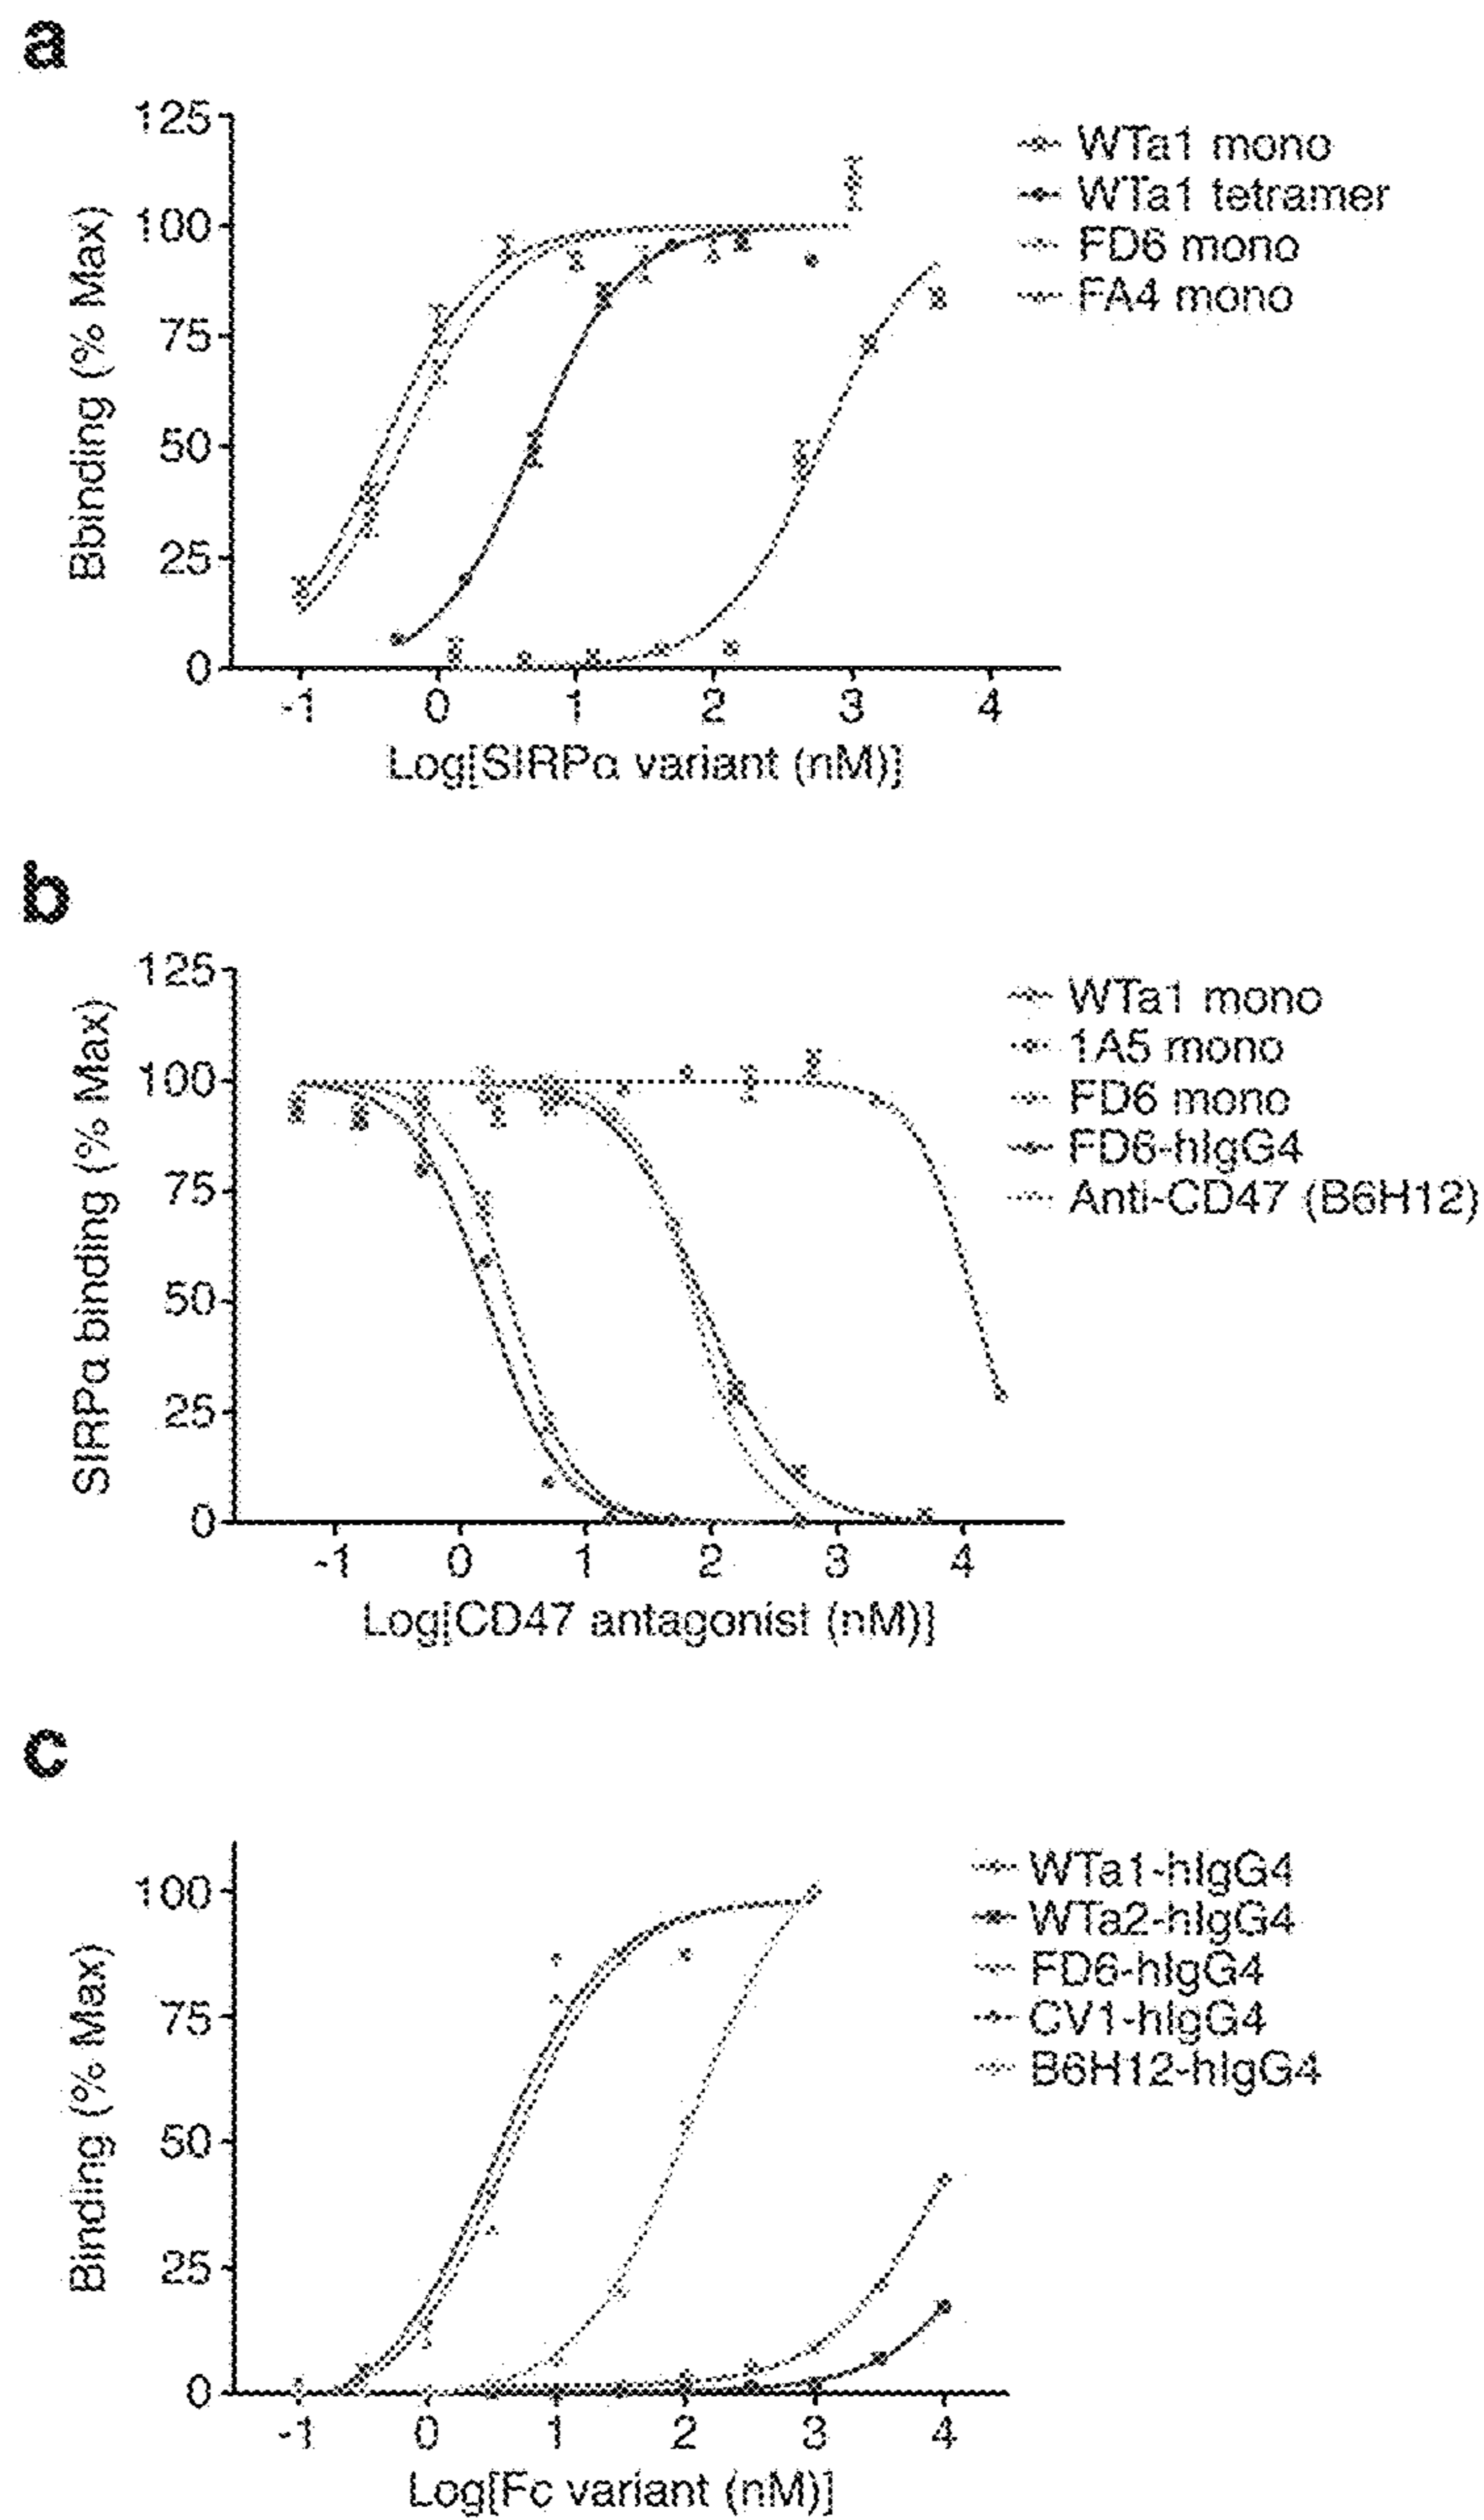 a
125
100
75
50
25
0
Bbinding (% Max)
-1 0 1 2 3 4
Log[SIRPα variant (nM)]
WTa1 mono
WTa1 tetramer
FD6 mono
FA4 mono
b
125
100
75
50
25
0
SIRPα binding (% Max)
-1 0 1 2 3 4
Log[CD47 antagonist (nM)]
WTa1 mono
1A5 mono
FD6 mono
FD6-hIgG4
Anti-CD47 (B6H12)
c
100
75
50
25
0
Binding (% Max)
-1 0 1 2 3 4
Log[Fc variant (nM)]
WTa1-hIgG4
WTa2-hIgG4
FD6-hIgG4
CV1-hIgG4
B6H12-hIgG4